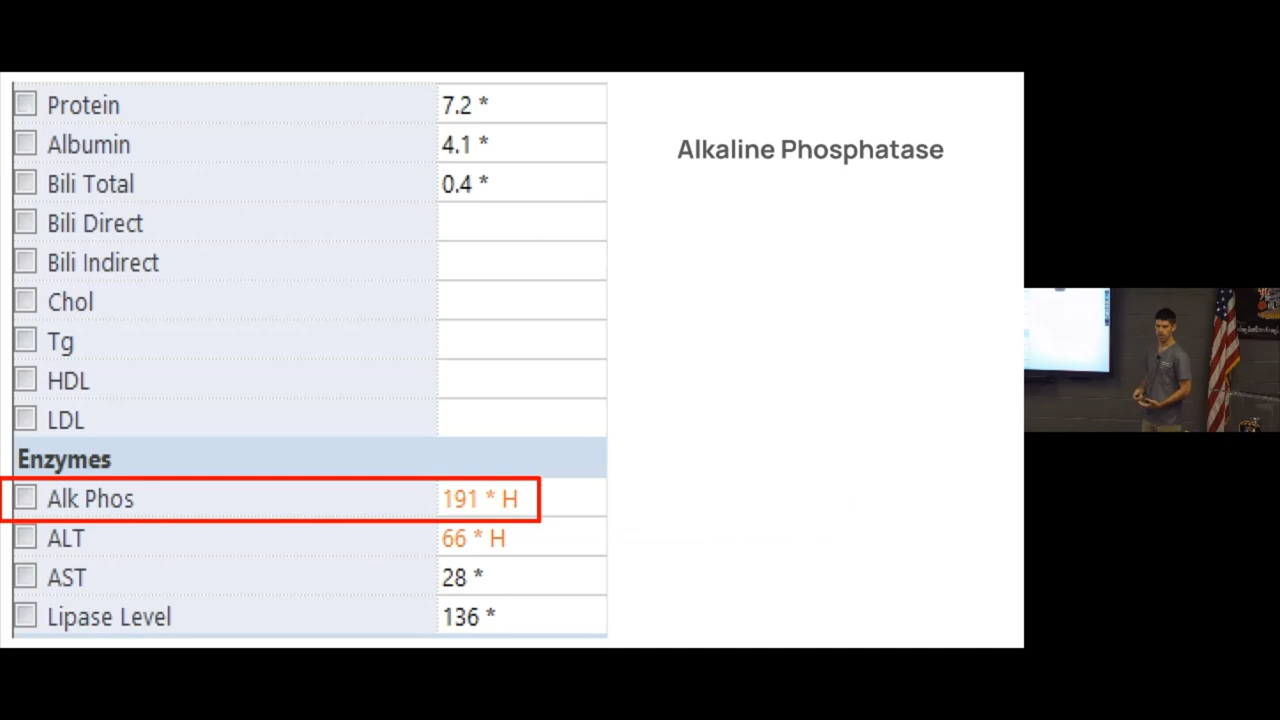 Protein 7.2 *
Albumin 4.1 *
Bili Total 0.4 *
Bili Direct
Bili Indirect
Chol
Tg
HDL
LDL
Enzymes
Alk Phos 191 * H
ALT 66 * H
AST 28 *
Lipase Level 136 *
Alkaline Phosphatase